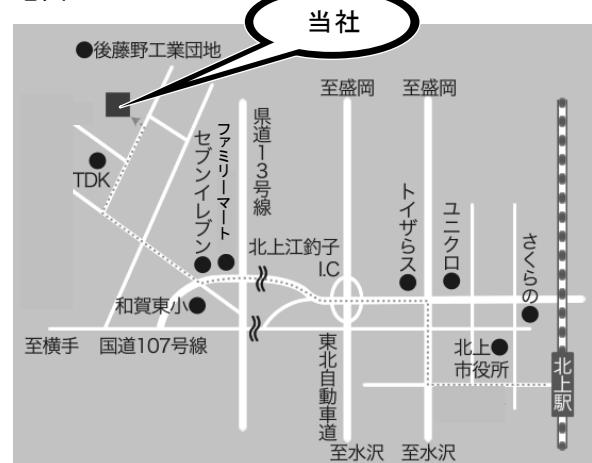 当社
●後藤野工業団地
至盛岡
至盛岡
県道13号線
ファミリーマート
セブンイレブン
TDK
トイザらス
ユニクロ
さくらの
北上江釣子
I.C
和賀東小
至横手
国道107号線
東北自動車道
北上
市役所
北上駅
至水沢
至水沢